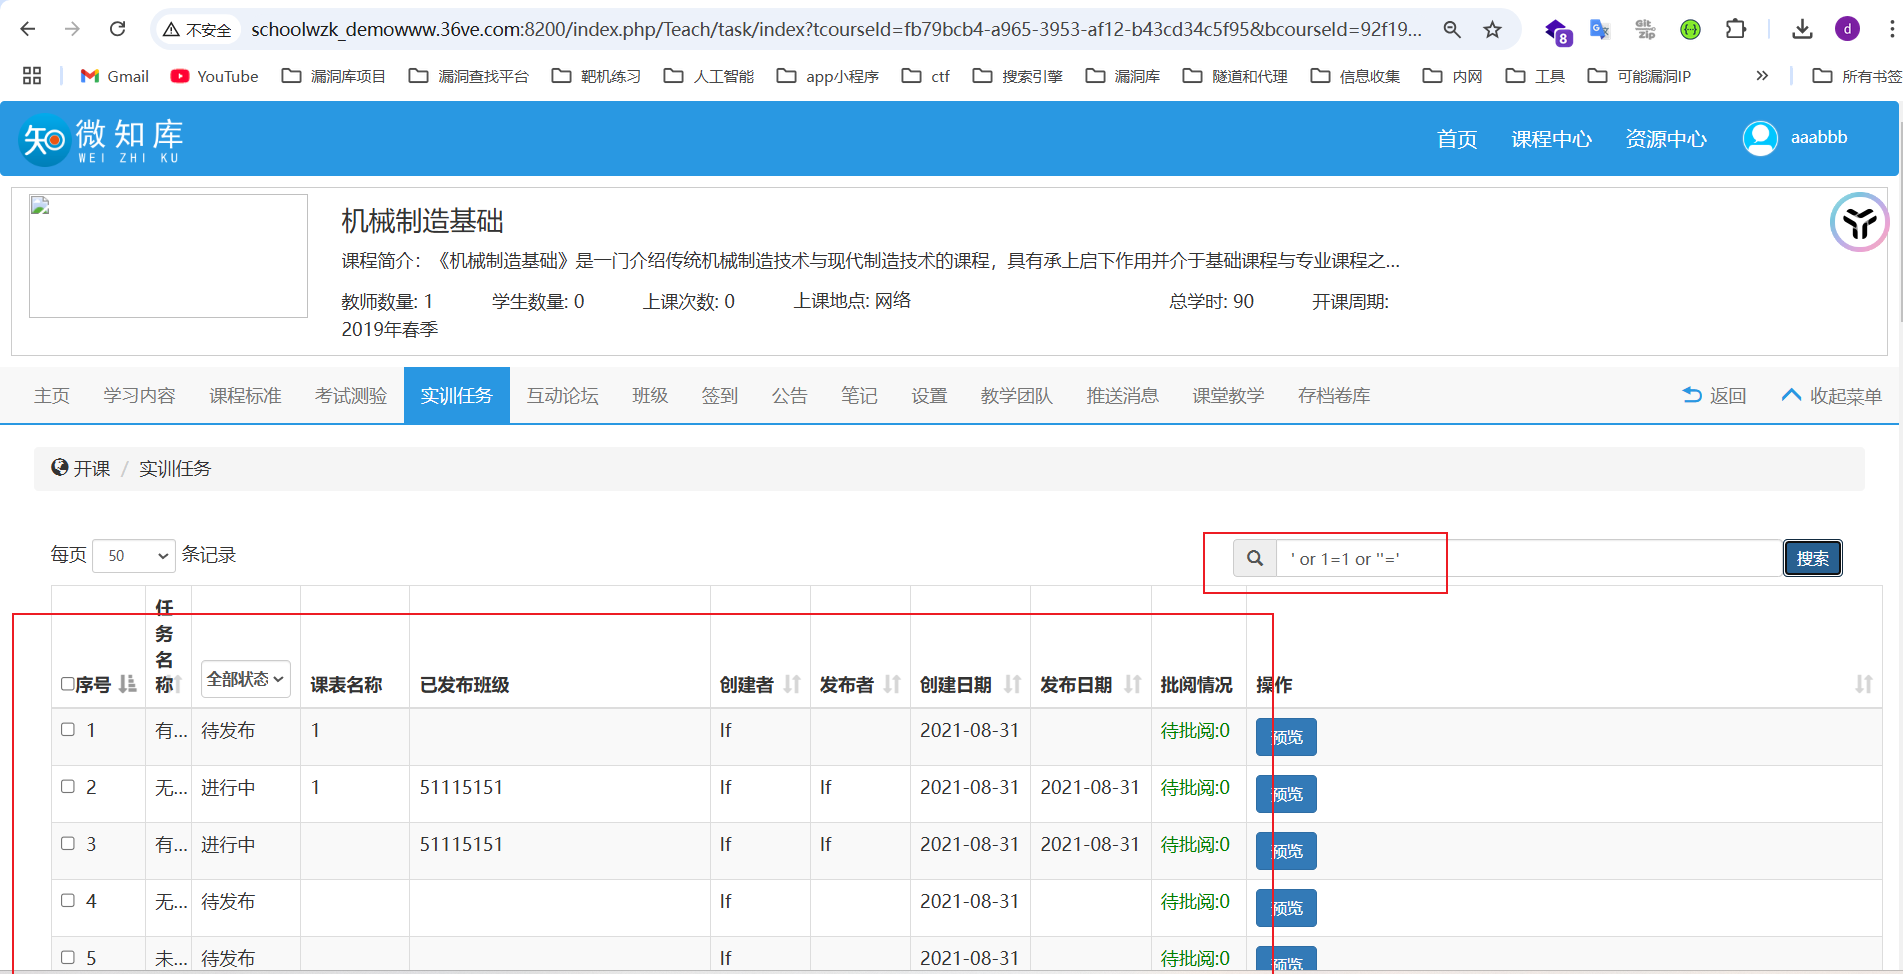 不安全 schoolwzk_demowww.36ve.com:8200/index.php/Teach/task/index?tcourseId=fb79bcb4-a965-3953-af12-b43cd34c5f95&bcourseId=92f19... Git zip 8 d
Gmail YouTube 漏洞库项目 漏洞查找平台 靶机练习 人工智能 app小程序 ctf 搜索引擎 漏洞库 隧道和代理 信息收集 内网 工具 可能漏洞IP » 所有书签
知 微知库 首页 课程中心 资源中心 aaabbb
WEI ZHI KU
机械制造基础
课程简介：《机械制造基础》是一门介绍传统机械制造技术与现代制造技术的课程，具有承上启下作用并介于基础课程与专业课程之...
教师数量: 1 学生数量: 0 上课次数: 0 上课地点: 网络 总学时: 90 开课周期:
2019年春季
主页 学习内容 课程标准 考试测验 实训任务 互动论坛 班级 签到 公告 笔记 设置 教学团队 推送消息 课堂教学 存档卷库 返回 收起菜单
开课 / 实训任务
每页 50 条记录 ' or 1=1 or ''=' 搜索
序号 任务名称 全部状态 课表名称 已发布班级 创建者 发布者 创建日期 发布日期 批阅情况 操作
1 有... 待发布 1 lf 2021-08-31 待批阅:0 预览
2 无... 进行中 1 51115151 lf lf 2021-08-31 2021-08-31 待批阅:0 预览
3 有... 进行中 51115151 lf lf 2021-08-31 2021-08-31 待批阅:0 预览
4 无... 待发布 lf 2021-08-31 待批阅:0 预览
5 未... 待发布 lf 2021-08-31 待批阅:0 预览